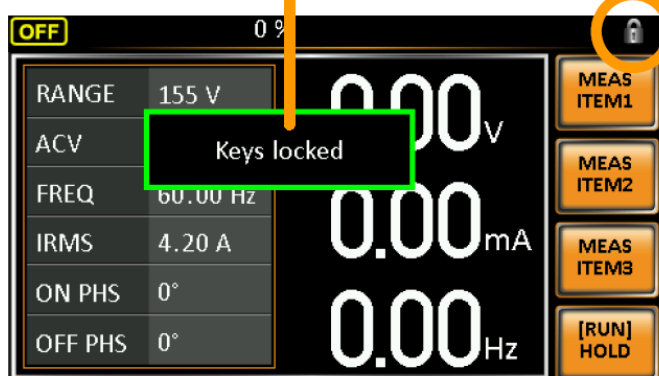 OFF 0 %
RANGE 155 V
ACV
FREQ 60.00 Hz
IRMS 4.20 A
ON PHS 0°
OFF PHS 0°
Keys locked
0.00 V
0.00 mA
0.00 Hz
MEAS
ITEM1
MEAS
ITEM2
MEAS
ITEM3
[RUN]
HOLD